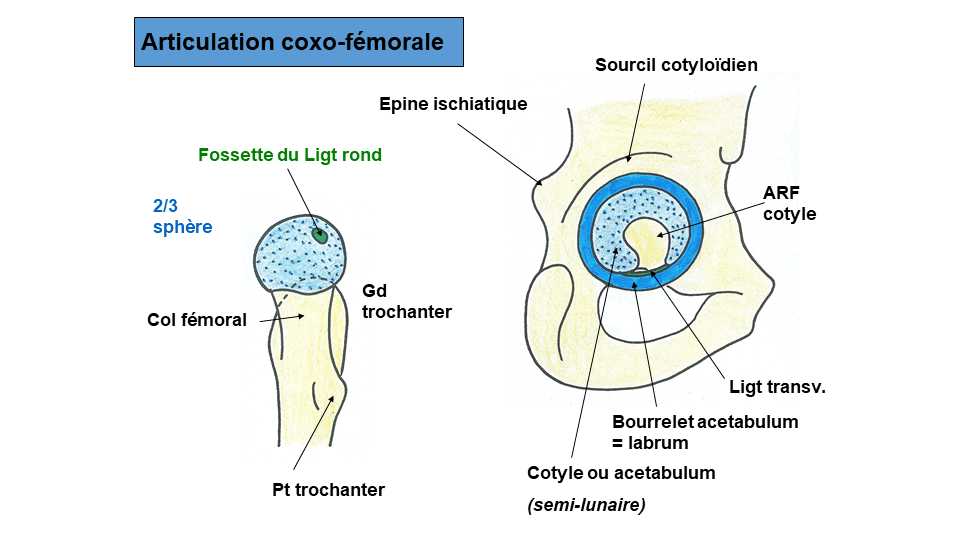 Articulation coxo-fémorale
Sourcil cotyloïdien
Epine ischiatique
Fossette du Ligt rond
2/3
sphère
ARF
cotyle
Gd
trochanter
Col fémoral
Ligt transv.
Bourrelet acetabulum
= labrum
Cotyle ou acetabulum
(semi-lunaire)
Pt trochanter